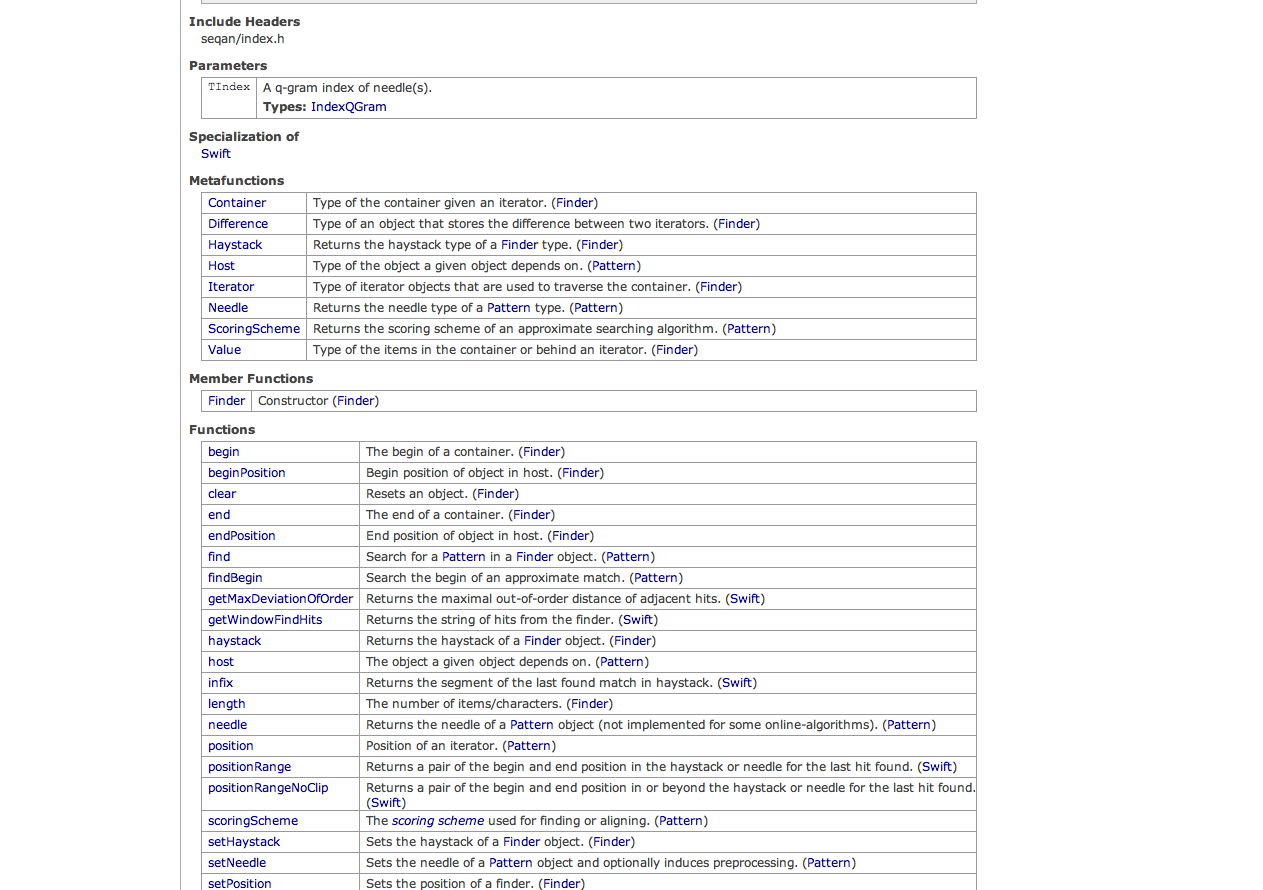 Include Headers
seqan/index.h
Parameters
TIndex A q-gram index of needle(s).
Types: IndexQGram
Specialization of
Swift
Metafunctions
Container Type of the container given an iterator. (Finder)
Difference Type of an object that stores the difference between two iterators. (Finder)
Haystack Returns the haystack type of a Finder type. (Finder)
Host Type of the object a given object depends on. (Pattern)
Iterator Type of iterator objects that are used to traverse the container. (Finder)
Needle Returns the needle type of a Pattern type. (Pattern)
ScoringScheme Returns the scoring scheme of an approximate searching algorithm. (Pattern)
Value Type of the items in the container or behind an iterator. (Finder)
Member Functions
Finder Constructor (Finder)
Functions
begin The begin of a container. (Finder)
beginPosition Begin position of object in host. (Finder)
clear Resets an object. (Finder)
end The end of a container. (Finder)
endPosition End position of object in host. (Finder)
find Search for a Pattern in a Finder object. (Pattern)
findBegin Search the begin of an approximate match. (Pattern)
getMaxDeviationOfOrder Returns the maximal out-of-order distance of adjacent hits. (Swift)
getWindowFindHits Returns the string of hits from the finder. (Swift)
haystack Returns the haystack of a Finder object. (Finder)
host The object a given object depends on. (Pattern)
infix Returns the segment of the last found match in haystack. (Swift)
length The number of items/characters. (Finder)
needle Returns the needle of a Pattern object (not implemented for some online-algorithms). (Pattern)
position Position of an iterator. (Pattern)
positionRange Returns a pair of the begin and end position in the haystack or needle for the last hit found. (Swift)
positionRangeNoClip Returns a pair of the begin and end position in or beyond the haystack or needle for the last hit found.
(Swift)
scoringScheme The scoring scheme used for finding or aligning. (Pattern)
setHaystack Sets the haystack of a Finder object. (Finder)
setNeedle Sets the needle of a Pattern object and optionally induces preprocessing. (Pattern)
setPosition Sets the position of a finder. (Finder)